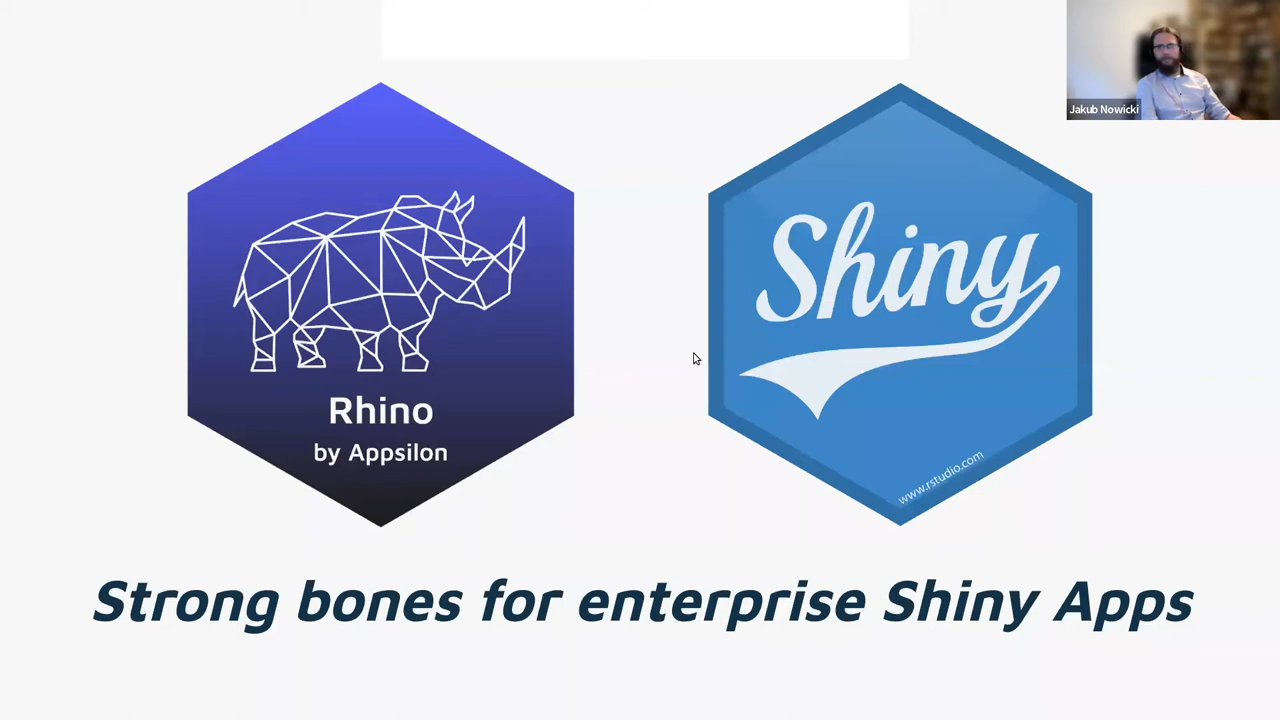 Jakub Nowicki
Shiny
Rhino
by Appsilon
www.rstudio.com
Strong bones for enterprise Shiny Apps